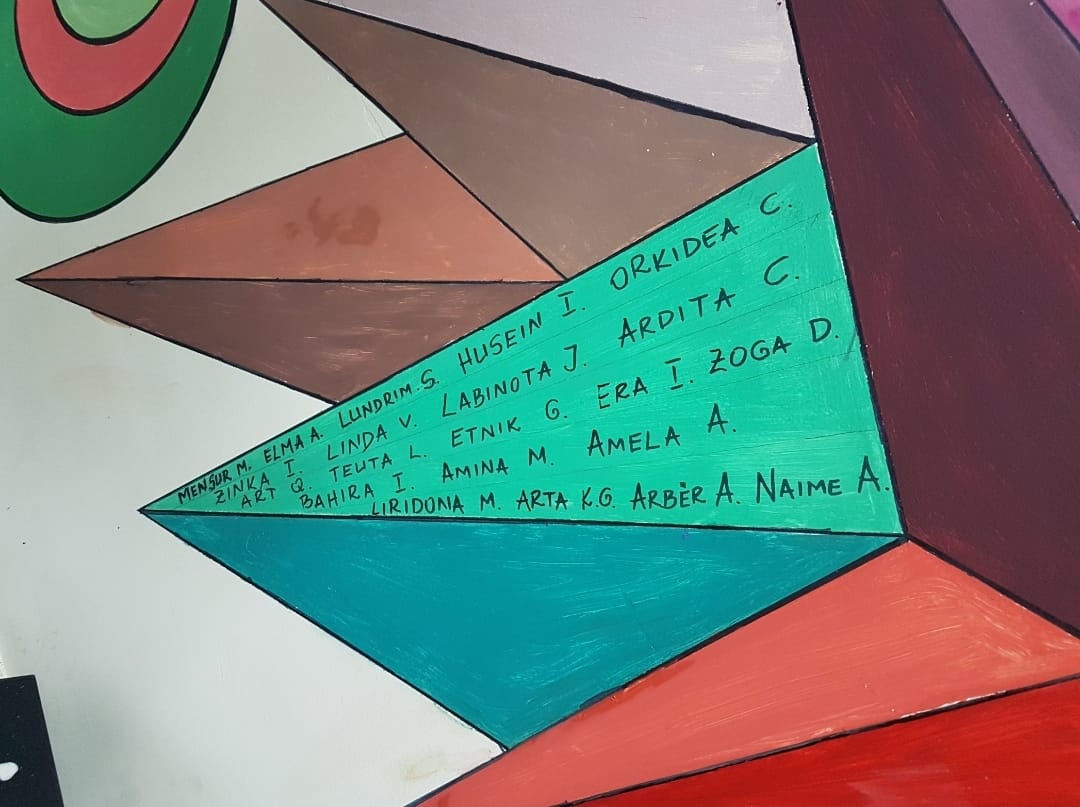 MENSUR M. ELMA A. LUNDRIM.S. HUSEIN I. ORKIDEA C.
ZINKA I. LINDA V. LABINOTA J. ARDITA C.
ART Q. TEUTA L. ETNIK G. ERA I. ZOGA D.
BAHIRA I. AMINA M. AMELA A.
LIRIDONA M. ARTA K.G. ARBËR A. NAIME A.